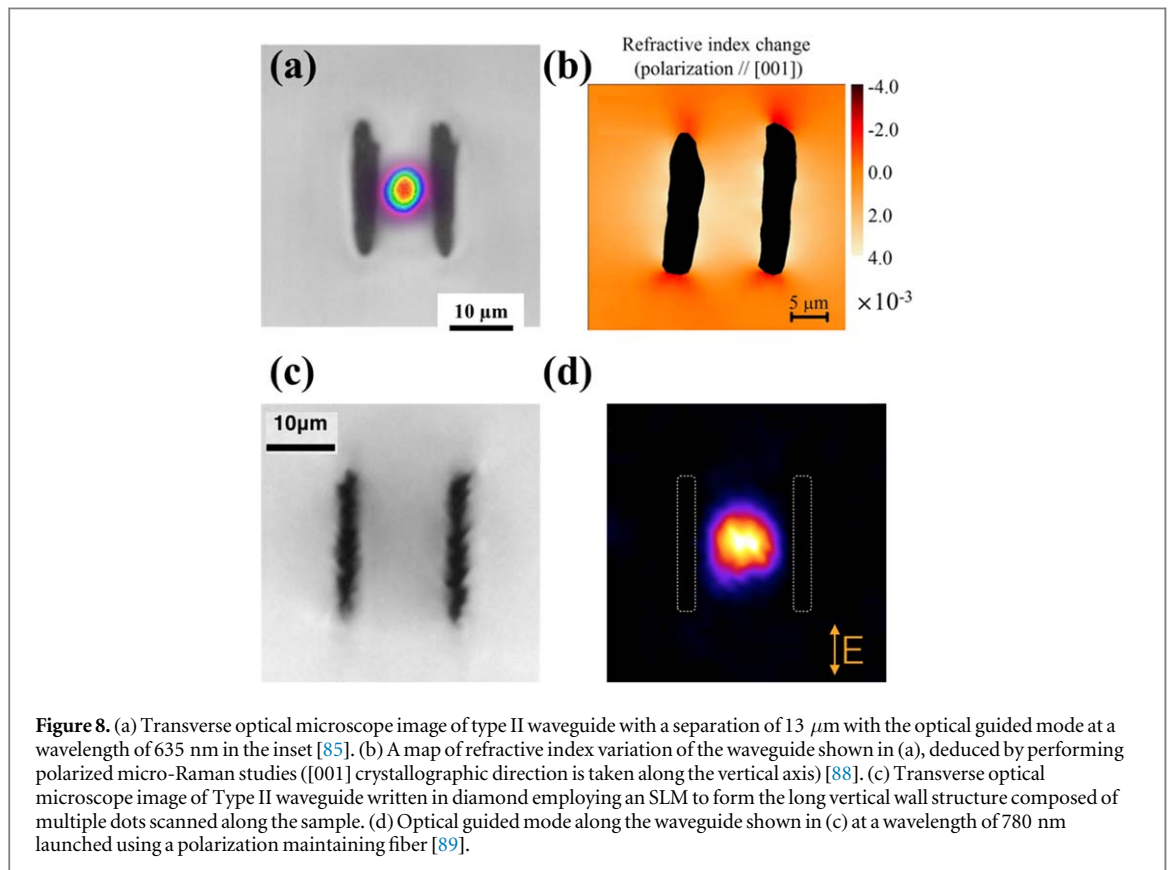 (a)
10 μm
Refractive index change
(polarization // [001])
(b)
-4.0
-2.0
0.0
2.0
4.0
×10-3
5 μm
(c)
10μm
(d)
E
Figure 8. (a) Transverse optical microscope image of type II waveguide with a separation of 13 μm with the optical guided mode at a
wavelength of 635 nm in the inset [85]. (b) A map of refractive index variation of the waveguide shown in (a), deduced by performing
polarized micro-Raman studies ([001] crystallographic direction is taken along the vertical axis) [88]. (c) Transverse optical
microscope image of Type II waveguide written in diamond employing an SLM to form the long vertical wall structure composed of
multiple dots scanned along the sample. (d) Optical guided mode along the waveguide shown in (c) at a wavelength of 780 nm
launched using a polarization maintaining fiber [89].